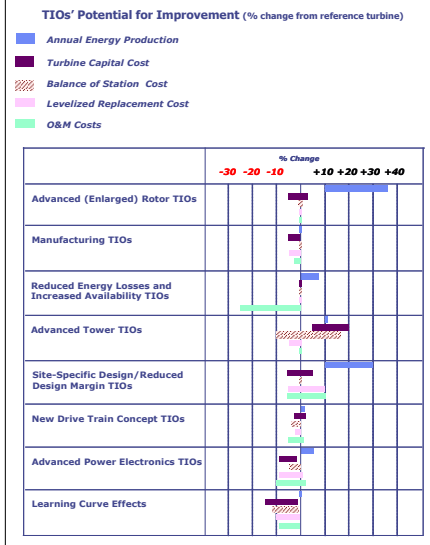 TIOs' Potential for Improvement (% change from reference turbine)
Annual Energy Production
Turbine Capital Cost
Balance of Station Cost
Levelized Replacement Cost
O&M Costs
% Change
-30 -20 -10 +10 +20 +30 +40
Advanced (Enlarged) Rotor TIOs
Manufacturing TIOs
Reduced Energy Losses and
Increased Availability TIOs
Advanced Tower TIOs
Site-Specific Design/Reduced
Design Margin TIOs
New Drive Train Concept TIOs
Advanced Power Electronics TIOs
Learning Curve Effects